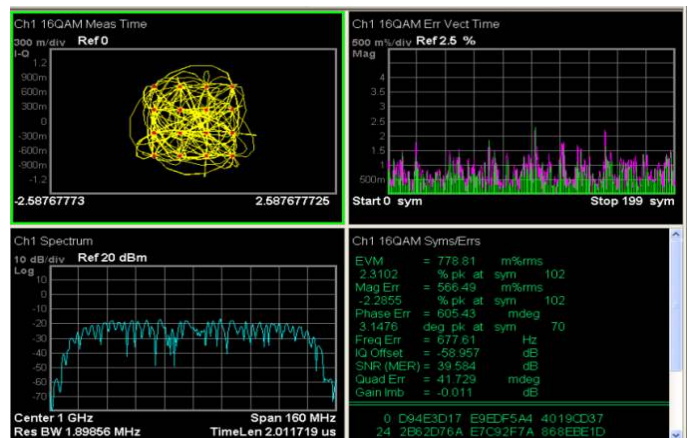 Ch1 16QAM Meas Time
300 m/div Ref 0
I-Q
1.2
900m
600m
300m
0
-300m
-600m
-900m
-1.2
-2.58767773 2.587677725
Ch1 16QAM Err Vect Time
500 m%/div Ref 2.5 %
Mag
4
3.5
3
2.5
2
1.5
1
500m
Start 0 sym Stop 199 sym
Ch1 Spectrum
10 dB/div Ref 20 dBm
Log
10
0
-10
-20
-30
-40
-50
-60
-70
Center 1 GHz Span 160 MHz
Res BW 1.89856 MHz TimeLen 2.011719 us
Ch1 16QAM Syms/Errs
EVM = 778.81 m%rms
2.3102 % pk at sym 102
Mag Err = 566.49 m%rms
-2.2855 % pk at sym 102
Phase Err = 605.43 mdeg
3.1476 deg pk at sym 70
Freq Err = 677.61 Hz
IQ Offset = -58.957 dB
SNR (MER) = 39.584 dB
Quad Err = 41.729 mdeg
Gain Imb = -0.011 dB
0 D94E3D17 E9EDF5A4 4019CD37
24 2B62D76A E7C92F7A 868EBE1D